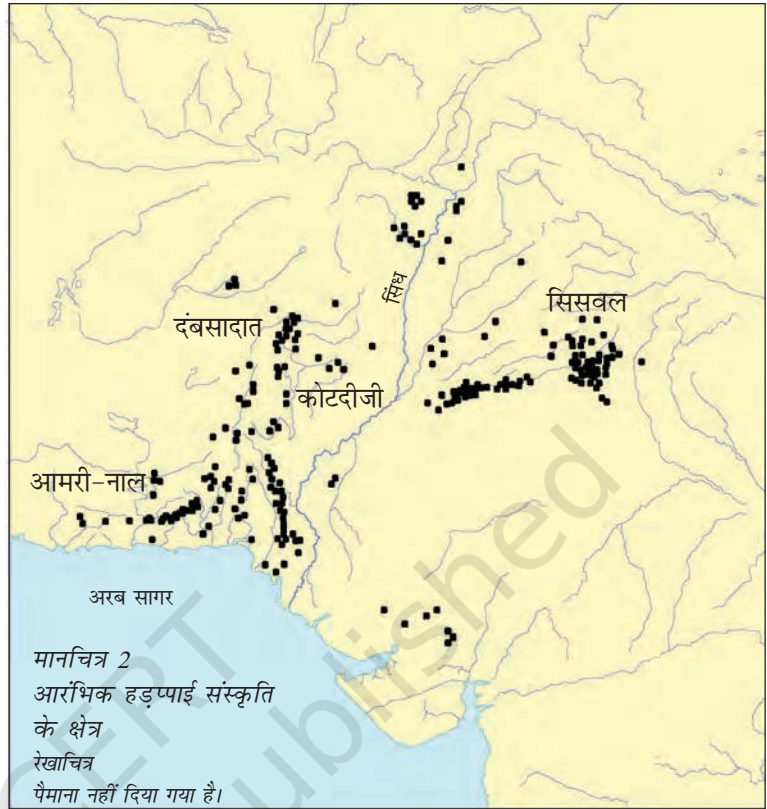 सिंध
सिसवल
दंबसादात
कोटदीजी
आमरी-नाल
अरब सागर
मानचित्र 2
आरंभिक हड़प्पाई संस्कृति
के क्षेत्र
रेखाचित्र
पैमाना नहीं दिया गया है।